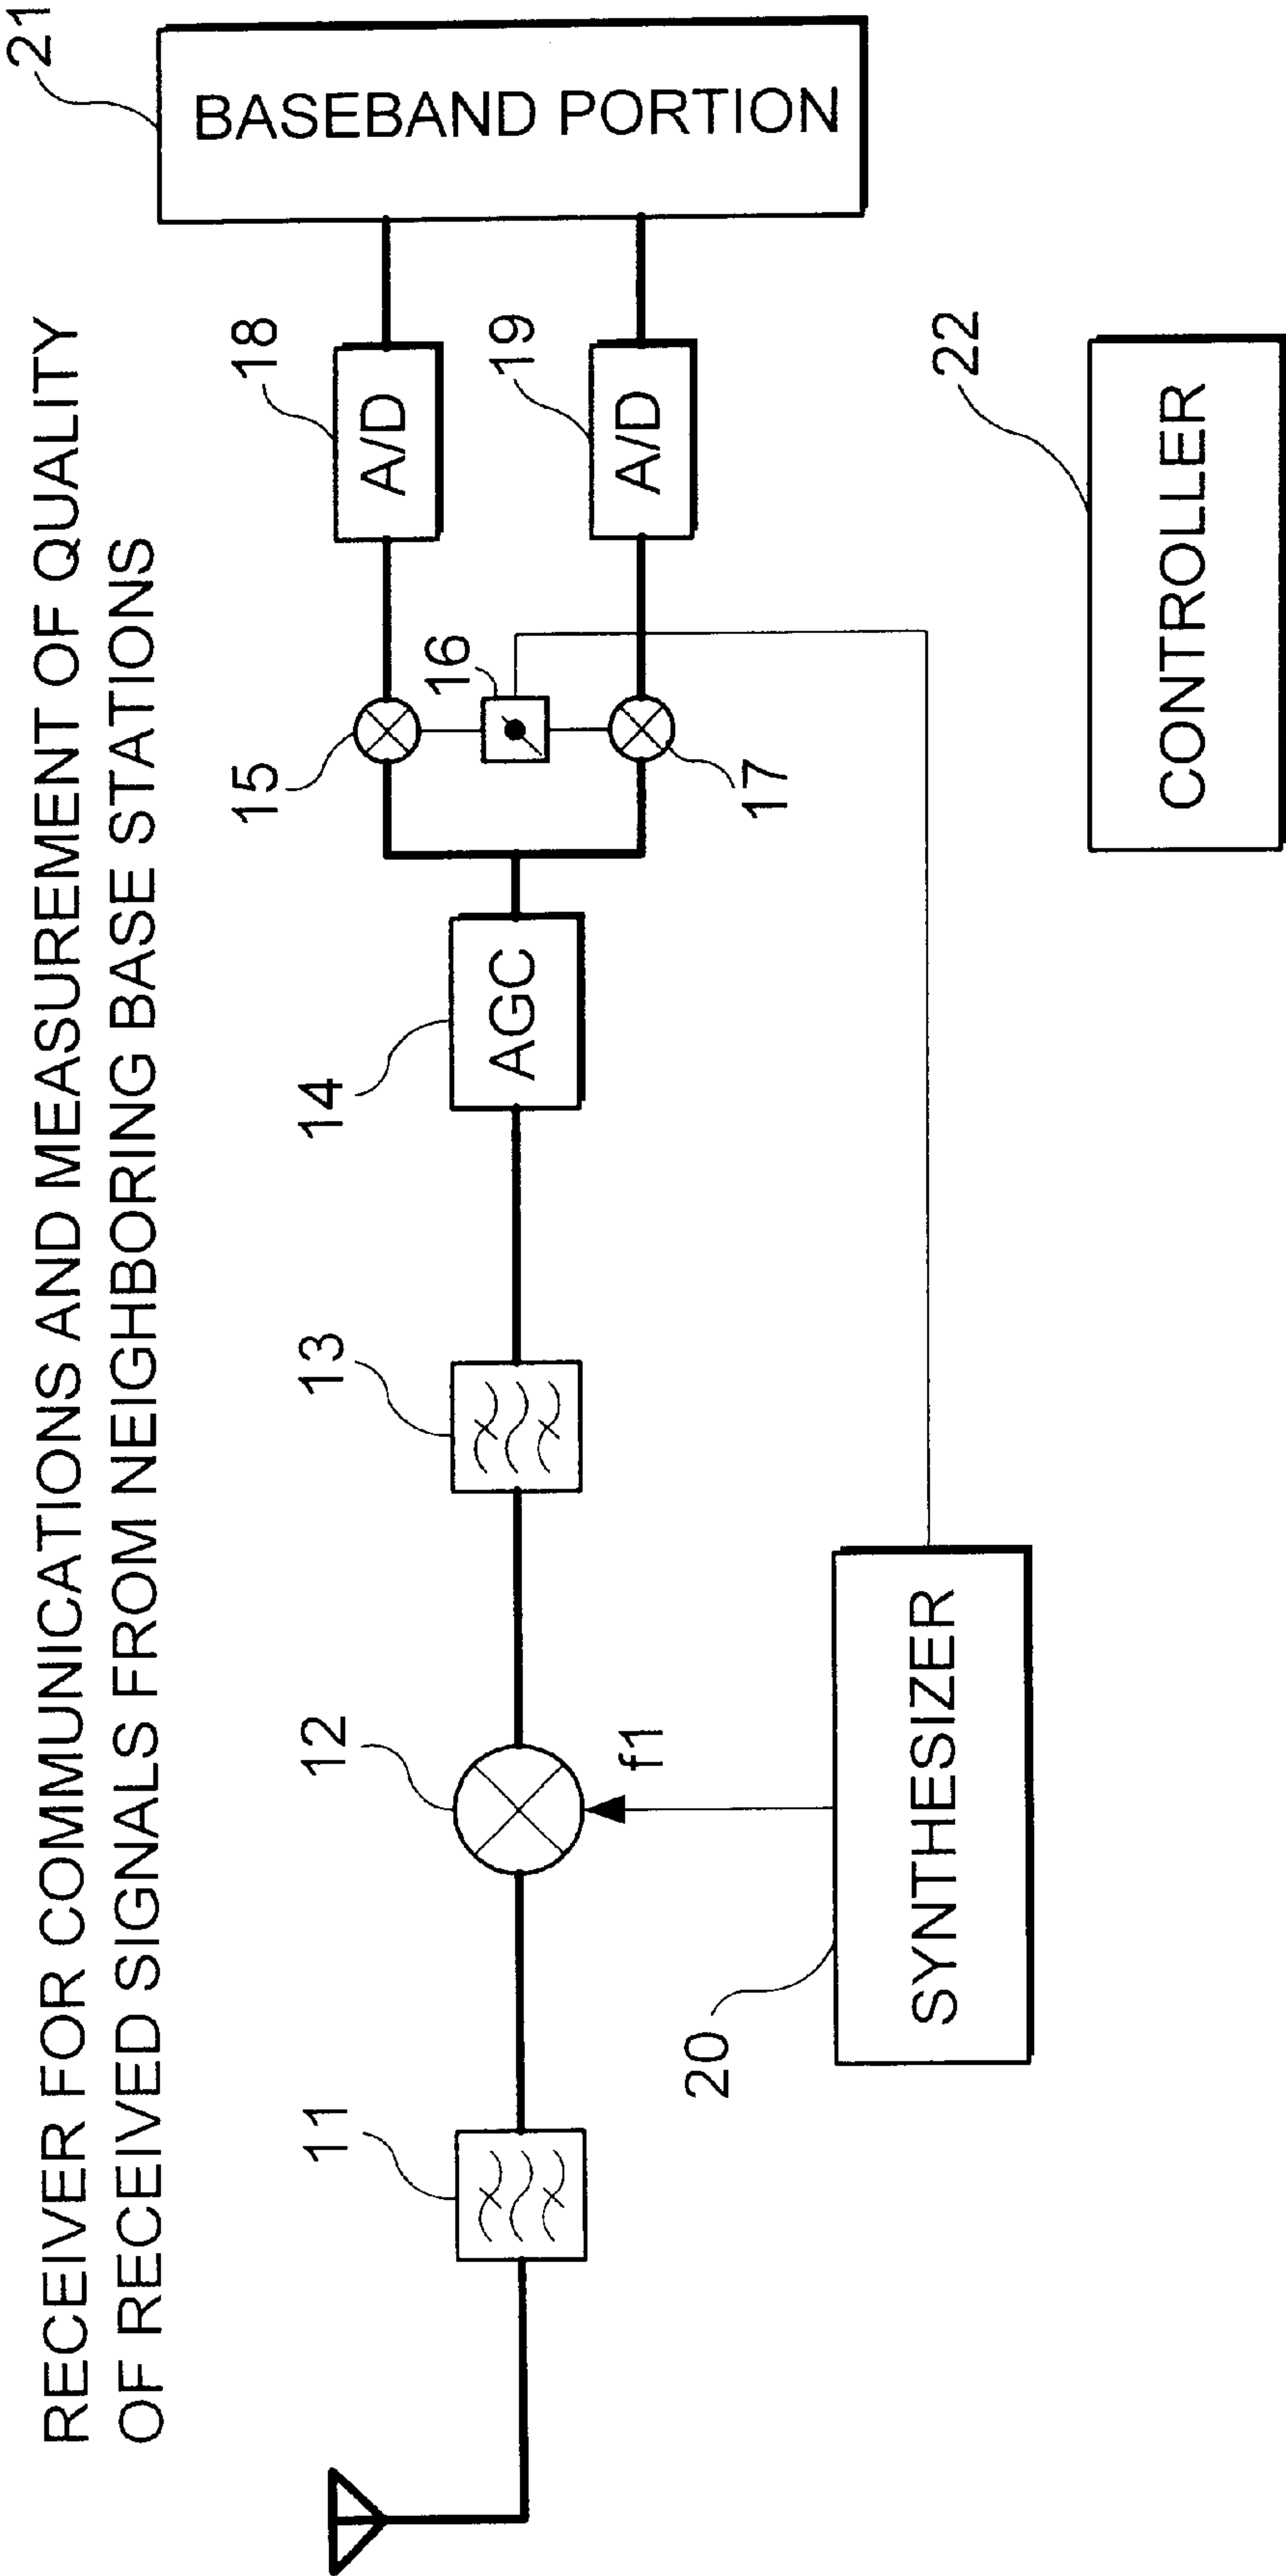 RECEIVER FOR COMMUNICATIONS AND MEASUREMENT OF QUALITY
OF RECEIVED SIGNALS FROM NEIGHBORING BASE STATIONS
11
12
f1
13
14
AGC
15
16
17
18
A/D
19
A/D
21
BASEBAND PORTION
20
SYNTHESIZER
22
CONTROLLER